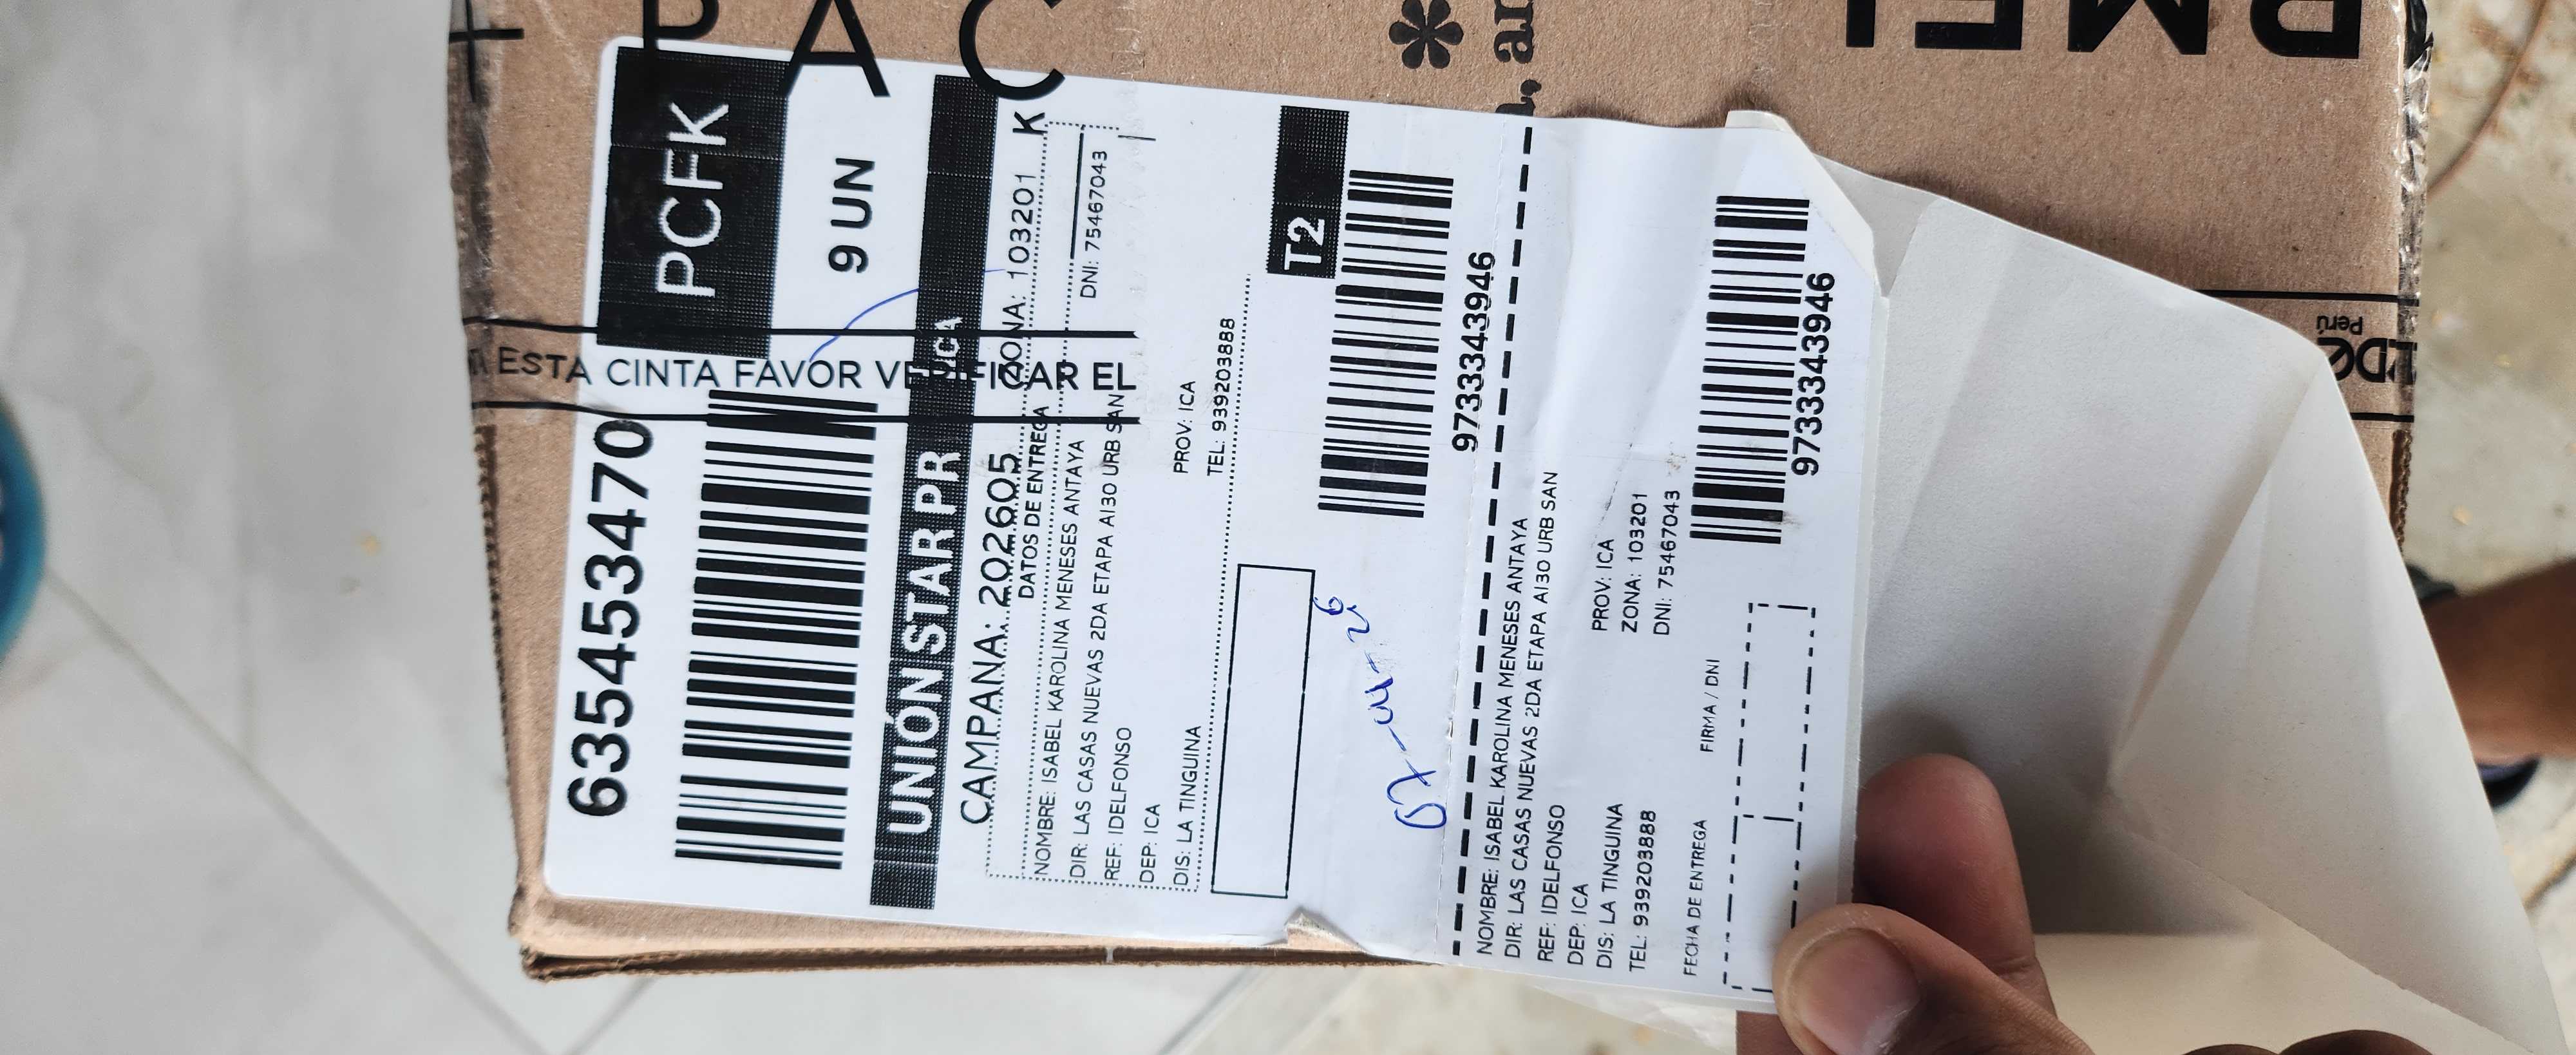 + PAC
PCFK
9 UN
ESTA CINTA FAVOR VERIFICAR EL
6354534470
UNIÓN STAR PR
CAMPANA: 202605 ZONA: 103201 K
DATOS DE ENTREGA
NOMBRE: ISABEL KAROLINA MENESES ANTAYA
DNI: 75467043
DIR: LAS CASAS NUEVAS 2DA ETAPA AI30 URB SAN
REF: IDELFONSO
DEP: ICA
PROV: ICA
DIS: LA TINGUINA
TEL: 939203888
T2
9733343946
NOMBRE: ISABEL KAROLINA MENESES ANTAYA
DIR: LAS CASAS NUEVAS 2DA ETAPA AI30 URB SAN
REF: IDELFONSO
DEP: ICA
PROV: ICA
DIS: LA TINGUINA
ZONA: 103201
TEL: 939203888
DNI: 75467043
FECHA DE ENTREGA
FIRMA / DNI
9733343946
Perú